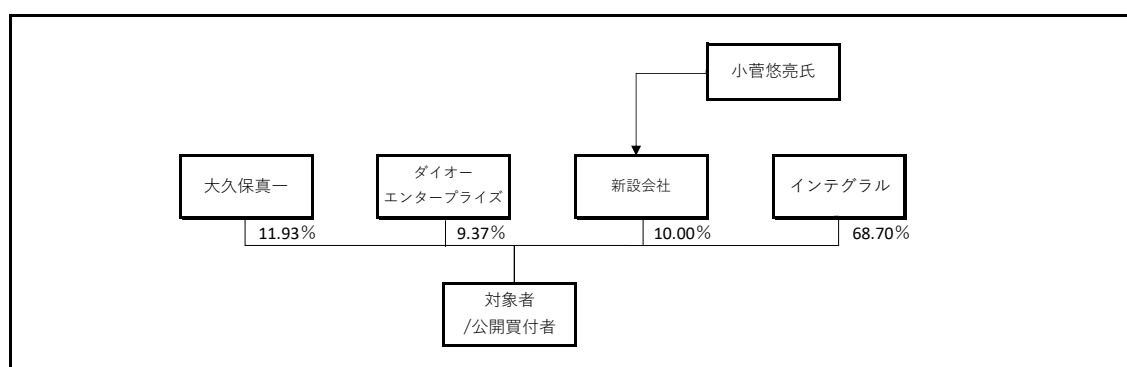 小菅悠亮氏
大久保真一
ダイオー
エンタープライズ
新設会社
インテグラル
11.93%
9.37%
10.00%
68.70%
対象者
/公開買付者